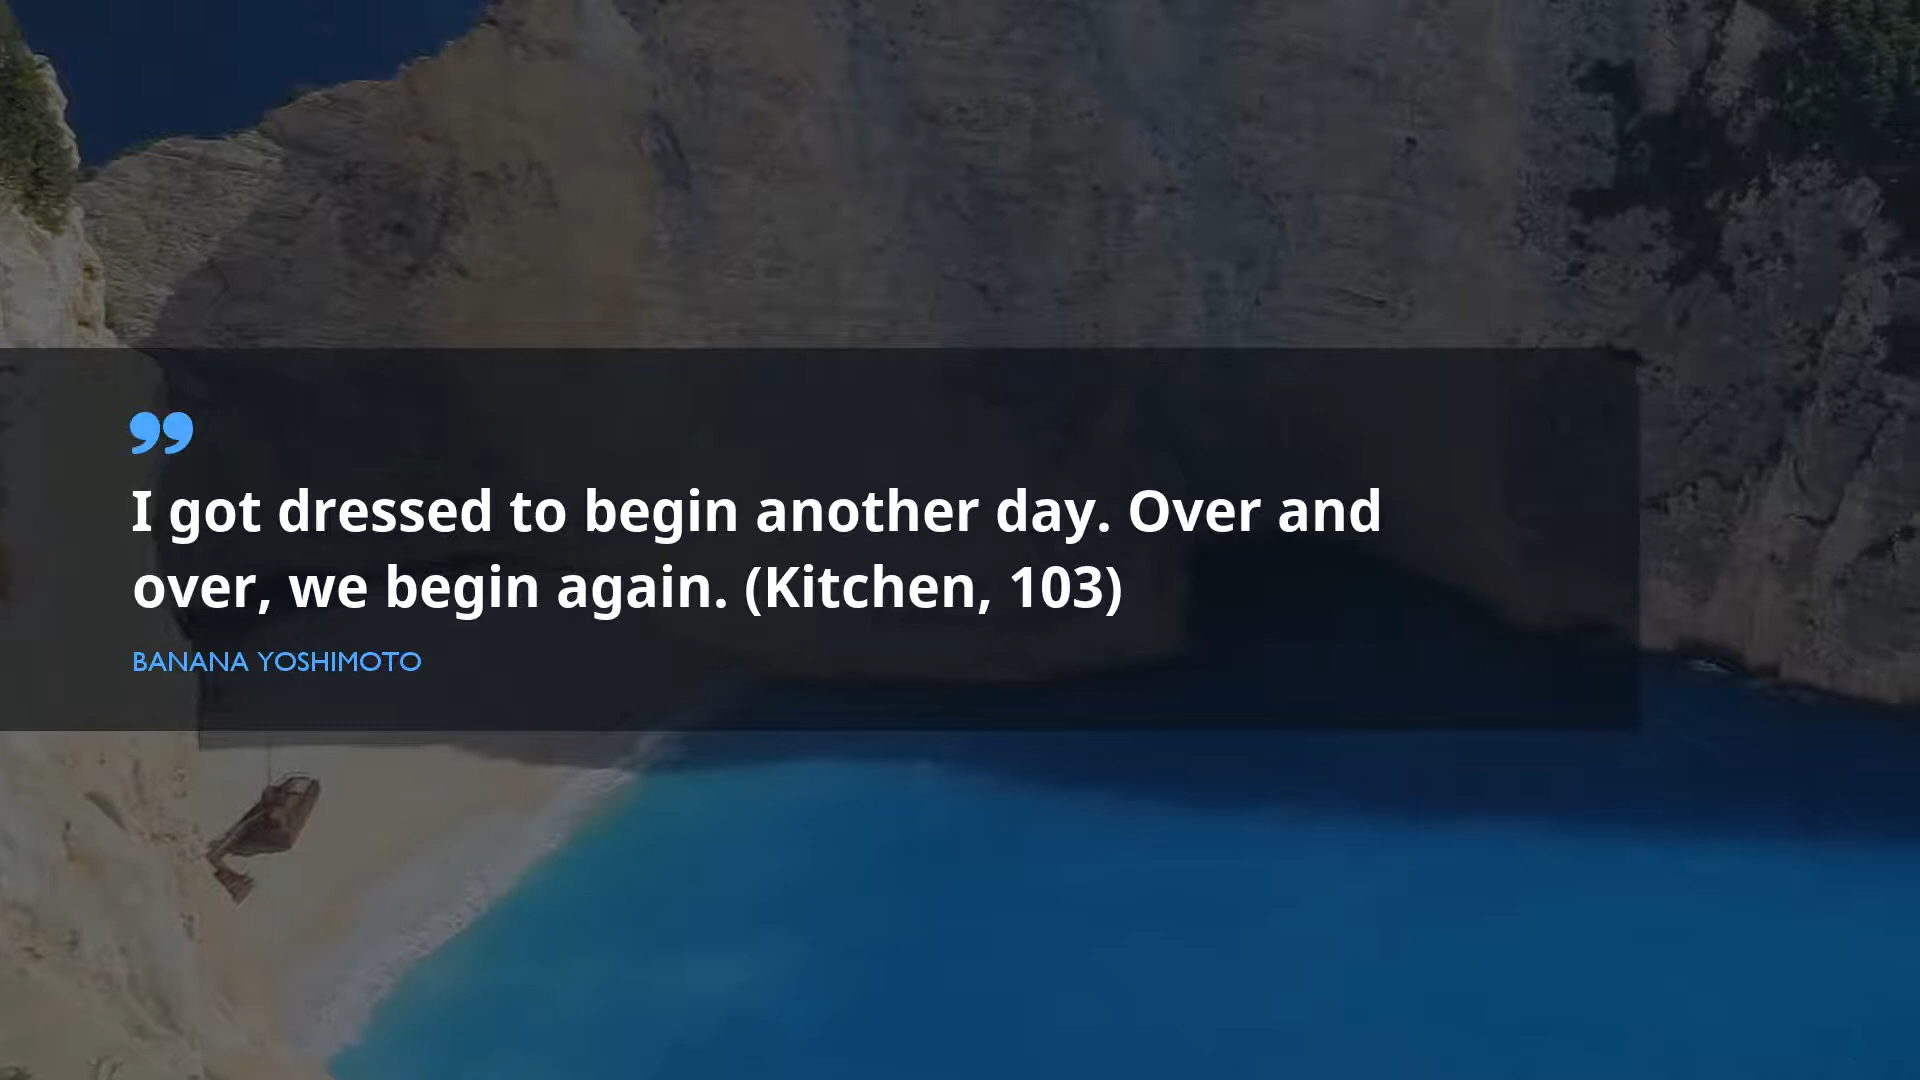 ”
I got dressed to begin another day. Over and
over, we begin again. (Kitchen, 103)
BANANA YOSHIMOTO